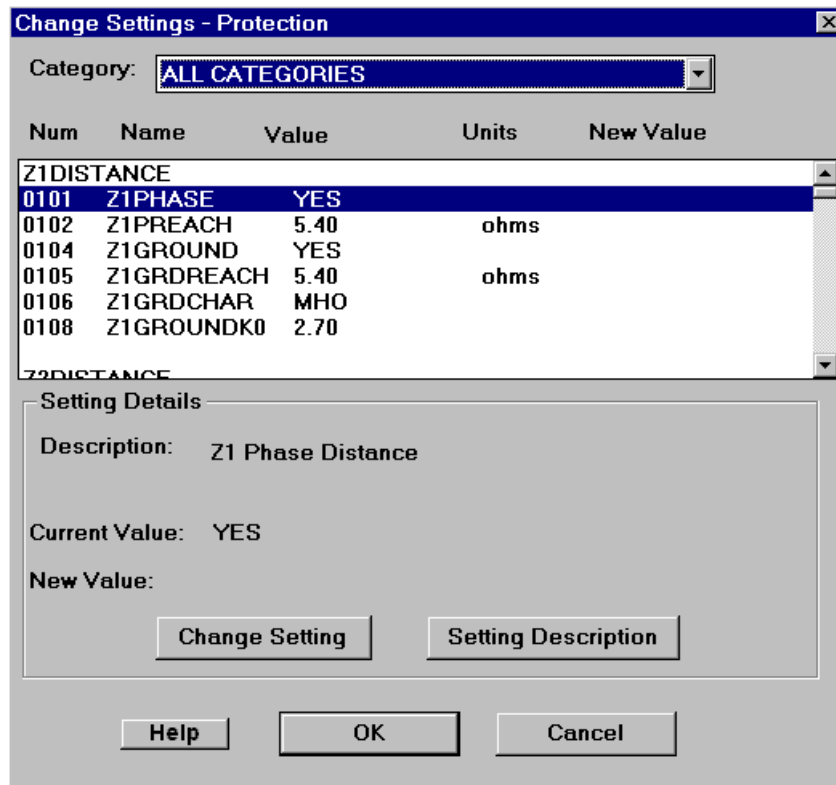 Change Settings - Protection
Category: ALL CATEGORIES
Num Name Value Units New Value
Z1DISTANCE
0101 Z1PHASE YES
0102 Z1PREACH 5.40 ohms
0104 Z1GROUND YES
0105 Z1GRDREACH 5.40 ohms
0106 Z1GRDCHAR MHO
0108 Z1GROUNDK0 2.70
Z2DISTANCE
Setting Details
Description: Z1 Phase Distance
Current Value: YES
New Value:
Change Setting Setting Description
Help OK Cancel